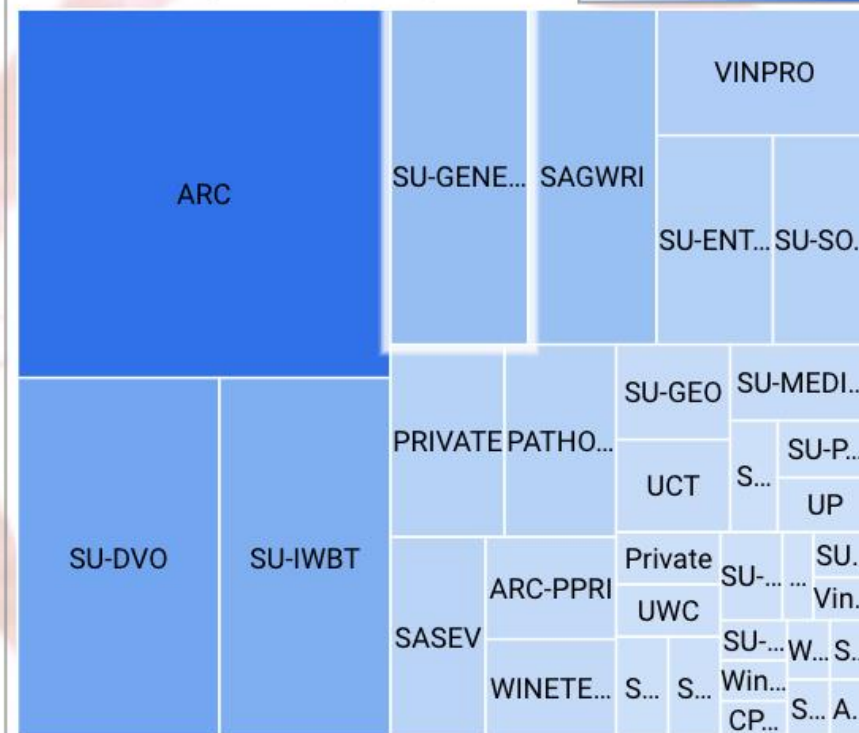 ARC
SU-GENE...
SAGWRI
VINPRO
SU-ENT...
SU-SO.
SU-DVO
SU-IWBT
PRIVATE
PATHO...
SU-GEO
SU-MEDI...
UCT
S...
SU-P...
UP
SASEV
ARC-PPRI
WINETE...
Private
UWC
S...
S...
SU-...
...
SU.
Vin.
SU-...
Win...
CP...
W...
S..
S...
A.